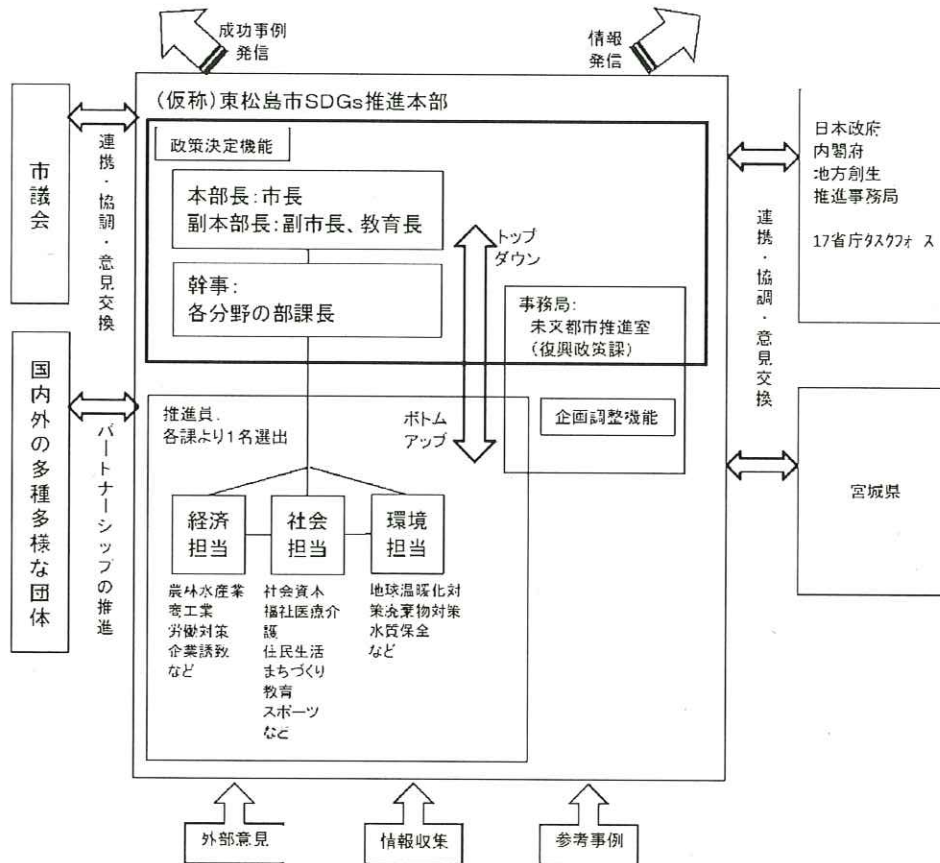 成功事例
発信
情報
発信
(仮称)東松島市SDGs推進本部
政策決定機能
本部長:市長
副本部長:副市長、教育長
幹事:
各分野の部課長
トップ
ダウン
事務局:
未来都市推進室
(復興政策課)
推進員.
各課より1名選出
ボトム
アップ
企画調整機能
経済
担当
社会
担当
環境
担当
農林水産業
商工業
労働対策
企業誘致
など
社会資本
福祉医療介
護
住民生活
まちづくり
教育
スポーツ
など
地球温暖化対
策廃棄物対策
水質保全
など
市議会
連携・協調・意見交換
国内外の多種多様な団体
パートナーシップの推進
日本政府
内閣府
地方創生
推進事務局
17省庁タスクフォース
連携・協調・意見交換
宮城県
外部意見
情報収集
参考事例